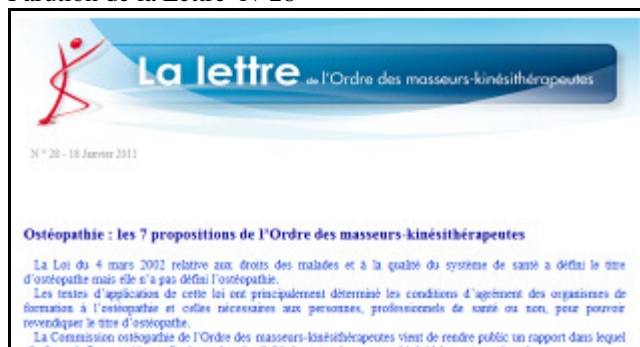 La lettre de l'Ordre des masseurs-kinésithérapeutes
N° 28 - 18 Janvier 2011
Ostéopathie : les 7 propositions de l'Ordre des masseurs-kinésithérapeutes
La Loi du 4 mars 2002 relative aux droits des malades et à la qualité du système de santé a défini le titre
d'ostéopathe mais elle n'a pas défini l'ostéopathie.
Les textes d'application de cette loi ont principalement déterminé les conditions d'agrément des organismes de
formation à l'ostéopathie et celles nécessaires aux personnes, professionnels de santé ou non, pour pouvoir
revendiquer le titre d'ostéopathe.
La Commission ostéopathie de l'Ordre des masseurs-kinésithérapeutes vient de rendre public un rapport dans lequel